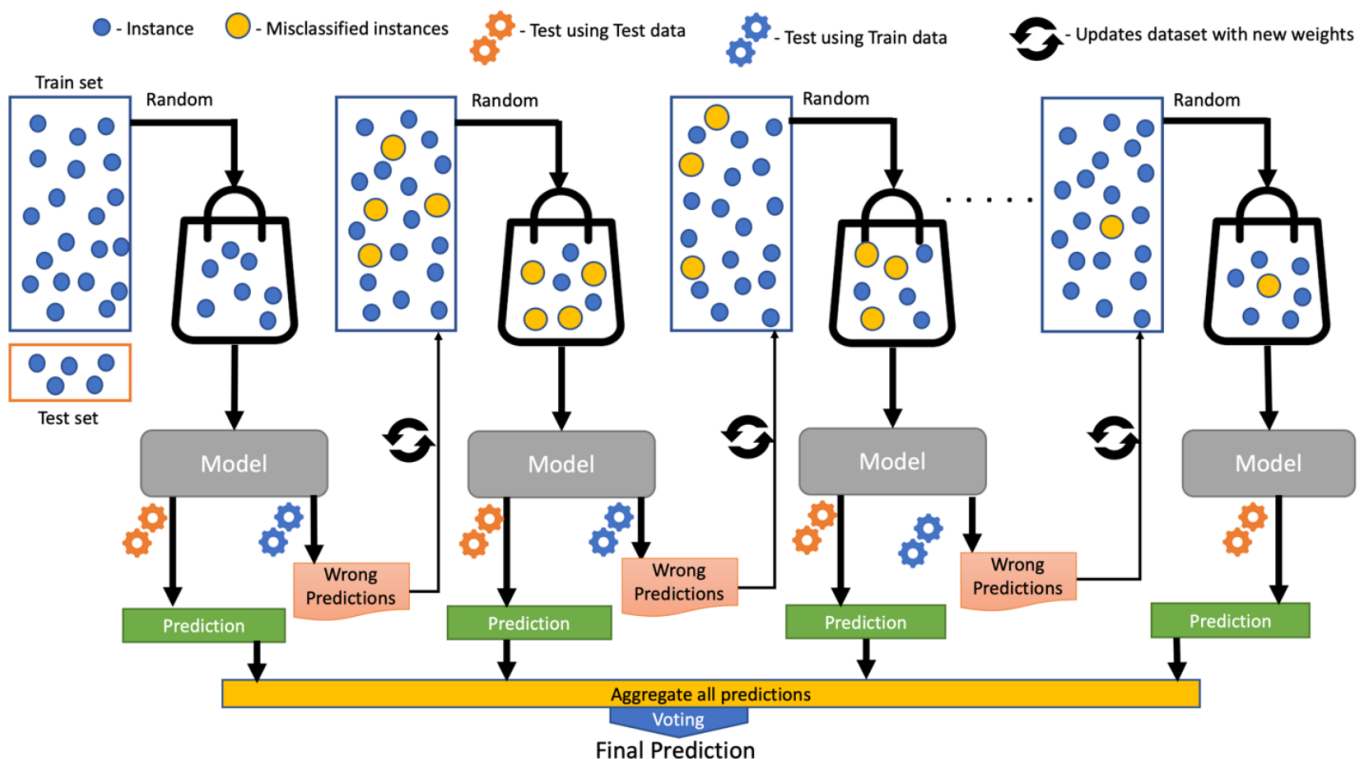 - Instance
- Misclassified instances
- Test using Test data
- Test using Train data
- Updates dataset with new weights
Train set
Random
Random
Random
Random
Test set
Model
Model
Model
Model
Wrong
Predictions
Wrong
Predictions
Wrong
Predictions
Prediction
Prediction
Prediction
Prediction
Aggregate all predictions
Voting
Final Prediction